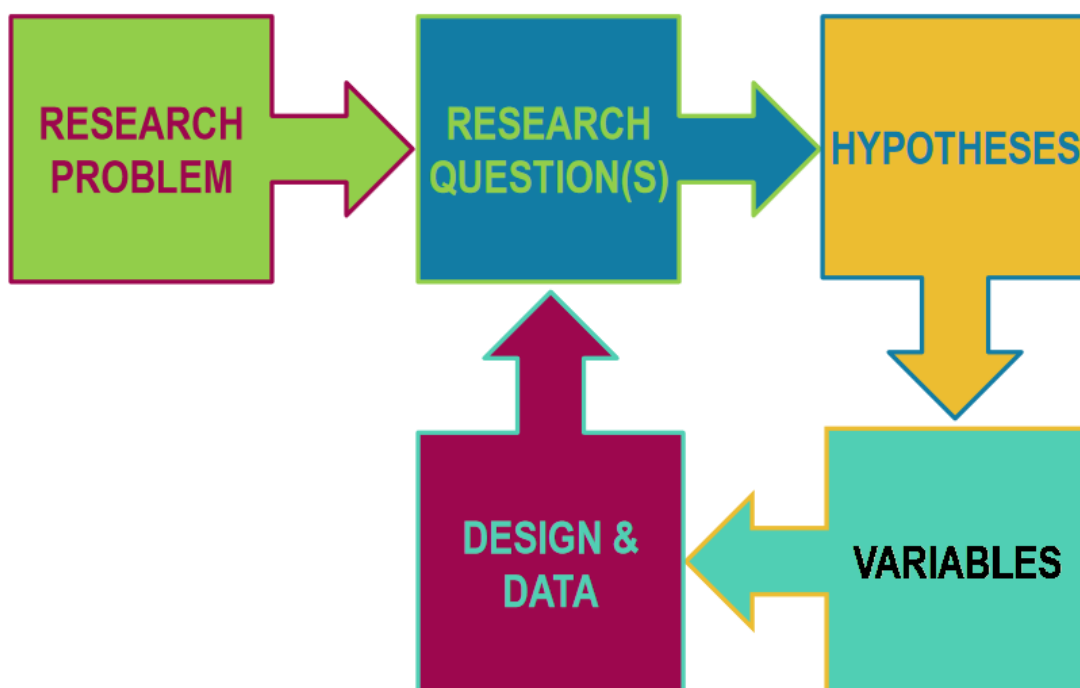 RESEARCH
PROBLEM
RESEARCH
QUESTION(S)
HYPOTHESES
DESIGN &
DATA
VARIABLES